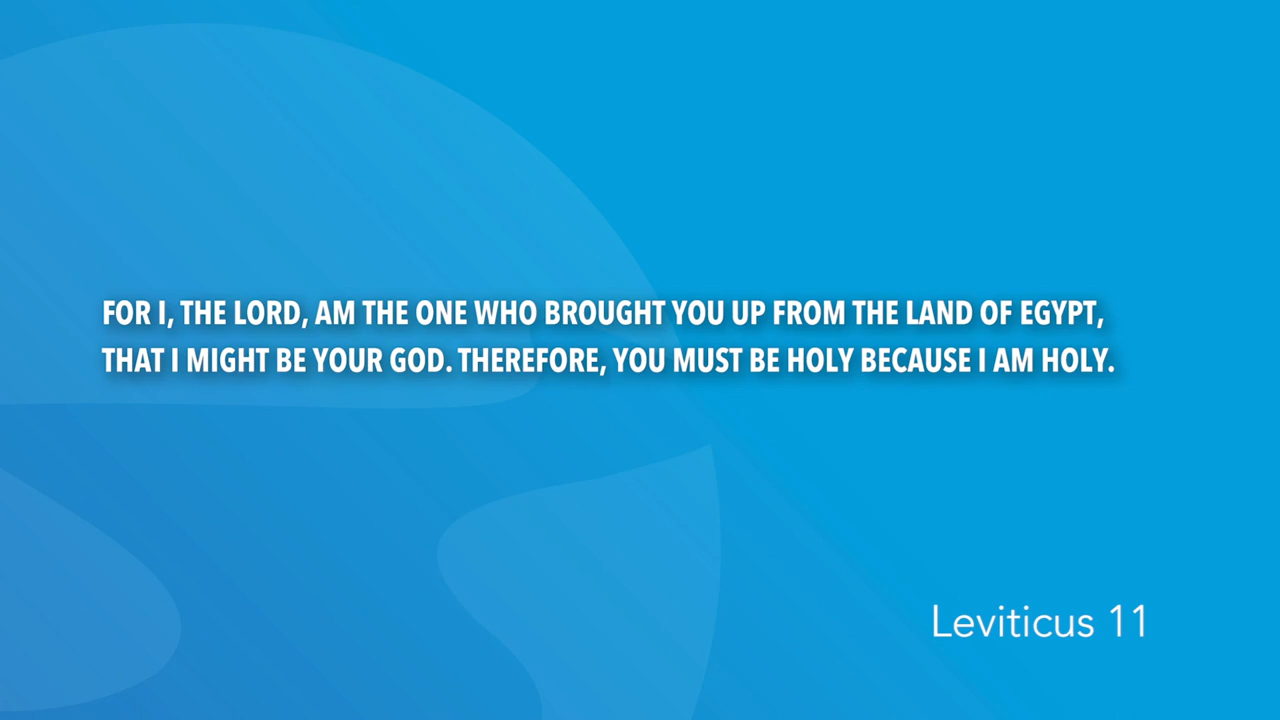 FOR I, THE LORD, AM THE ONE WHO BROUGHT YOU UP FROM THE LAND OF EGYPT,
THAT I MIGHT BE YOUR GOD. THEREFORE, YOU MUST BE HOLY BECAUSE I AM HOLY.
Leviticus 11